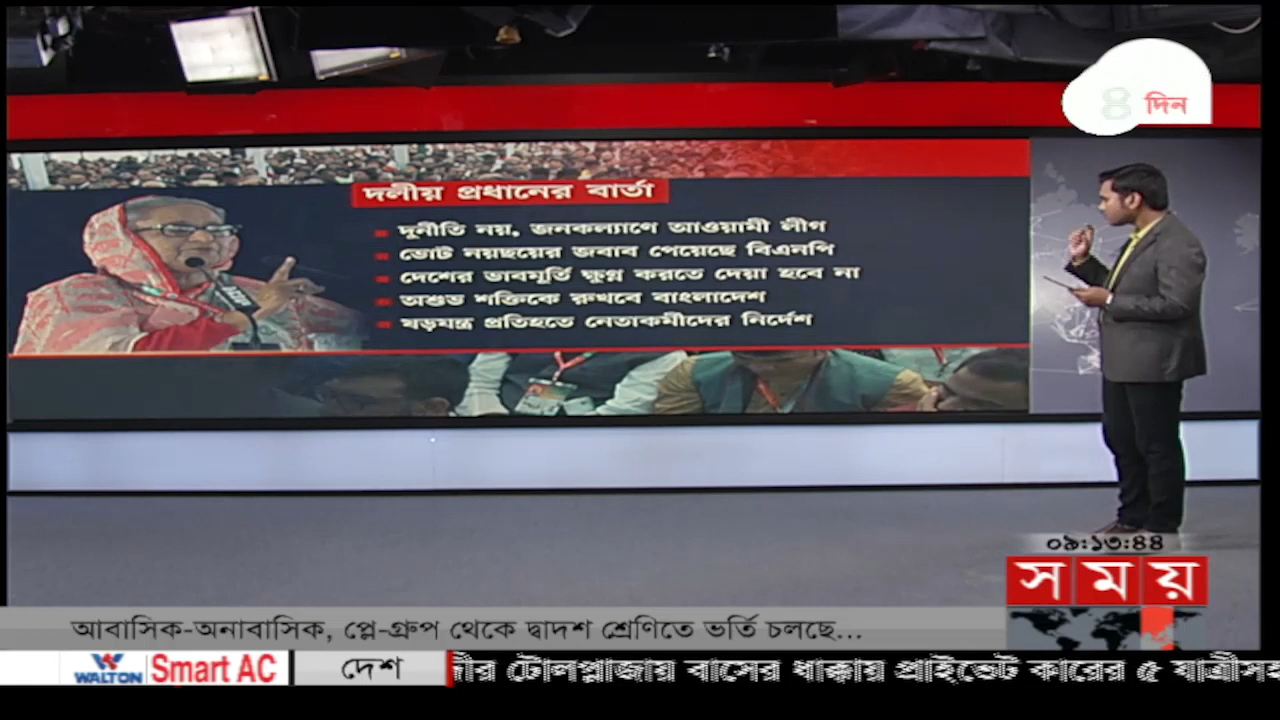 ৪ দিন
দলীয় প্রধানের বার্তা
দুর্নীতি নয়, জনকল্যাণে আওয়ামী লীগ
ভোট নয়ছয়ের জবাব পেয়েছে বিএনপি
দেশের ভাবমূর্তি ক্ষুণ্ন করতে দেয়া হবে না
অশুভ শক্তিকে রুখবে বাংলাদেশ
ষড়যন্ত্র প্রতিহতে নেতাকর্মীদের নির্দেশ
০৯:১৩:৪৪
সময়
আবাসিক-অনাবাসিক, প্লে-গ্রুপ থেকে দ্বাদশ শ্রেণিতে ভর্তি চলছে...
WALTON Smart AC দেশ টোলপ্লাজায় বাসের ধাক্কায় প্রাইভেট কারের ৫ যাত্রীসহ